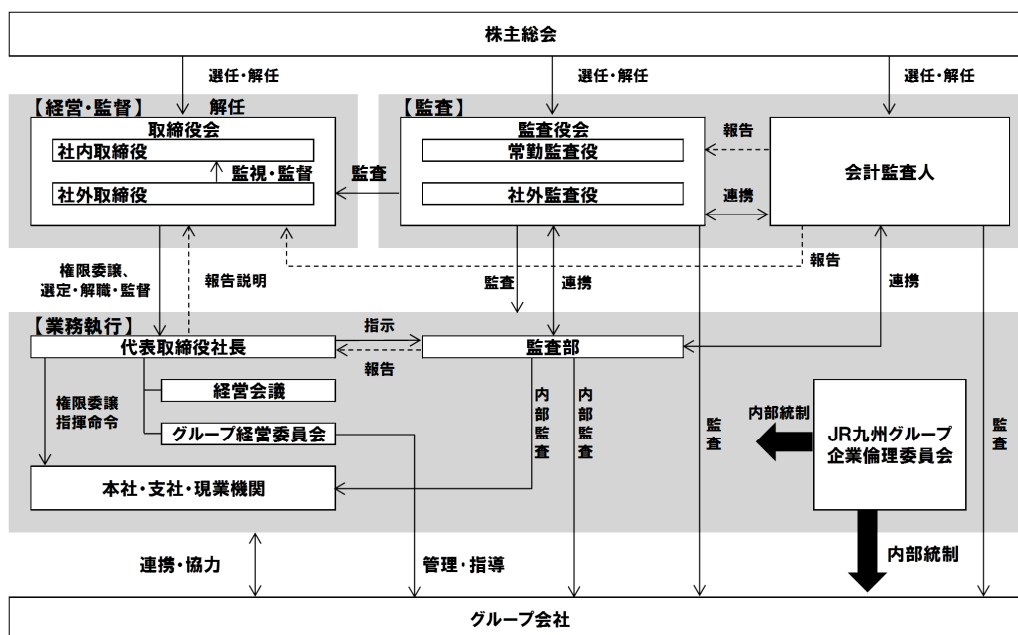 株主総会
選任・解任
選任・解任
選任・解任
【経営・監督】
解任
【監査】
取締役会
社内取締役
監視・監督
社外取締役
監査
監査役会
常勤監査役
社外監査役
報告
連携
会計監査人
権限委譲、
選定・解職・監督
報告説明
監査
連携
報告
連携
【業務執行】
代表取締役社長
指示
報告
監査部
経営会議
グループ経営委員会
権限委譲
指揮命令
本社・支社・現業機関
内部監査
内部監査
監査
内部統制
JR九州グループ
企業倫理委員会
監査
連携・協力
管理・指導
内部統制
グループ会社